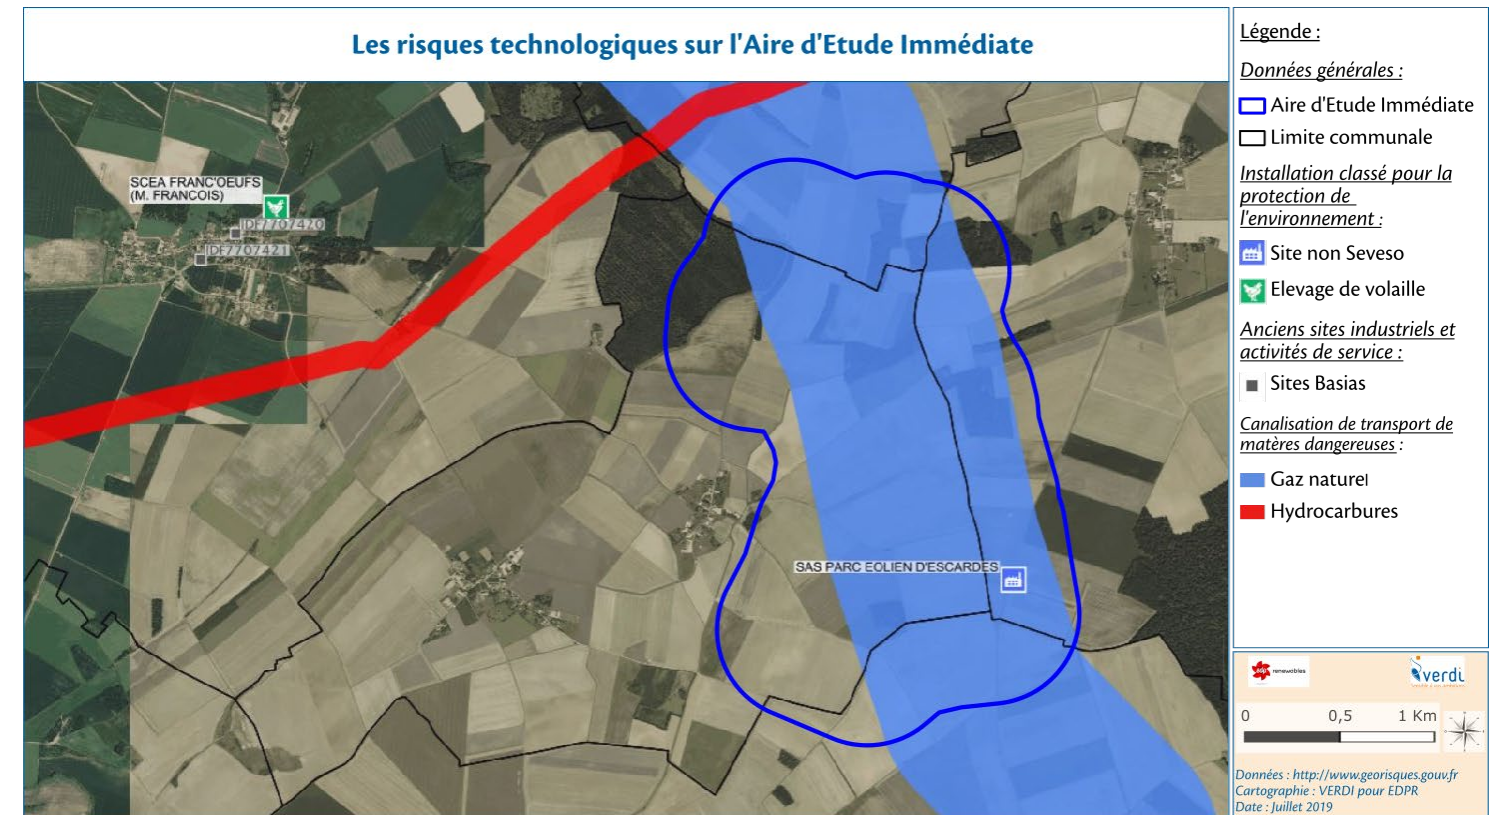 Les risques technologiques sur l'Aire d'Etude Immédiate
SCEA FRANC'OEUFS
(M. FRANCOIS)
IDF7707470
IDF7707421
SAS PARC EOLIEN D'ESCARDES
Légende :
Données générales :
Aire d'Etude Immédiate
Limite communale
Installation classé pour la
protection de
l'environnement :
Site non Seveso
Elevage de volaille
Anciens sites industriels et
activités de service :
Sites Basias
Canalisation de transport de
matères dangereuses :
Gaz naturel
Hydrocarbures
edp renewables
verdi
0 0,5 1 Km
Données : http://www.georisques.gouv.fr
Cartographie : VERDI pour EDPR
Date : Juillet 2019